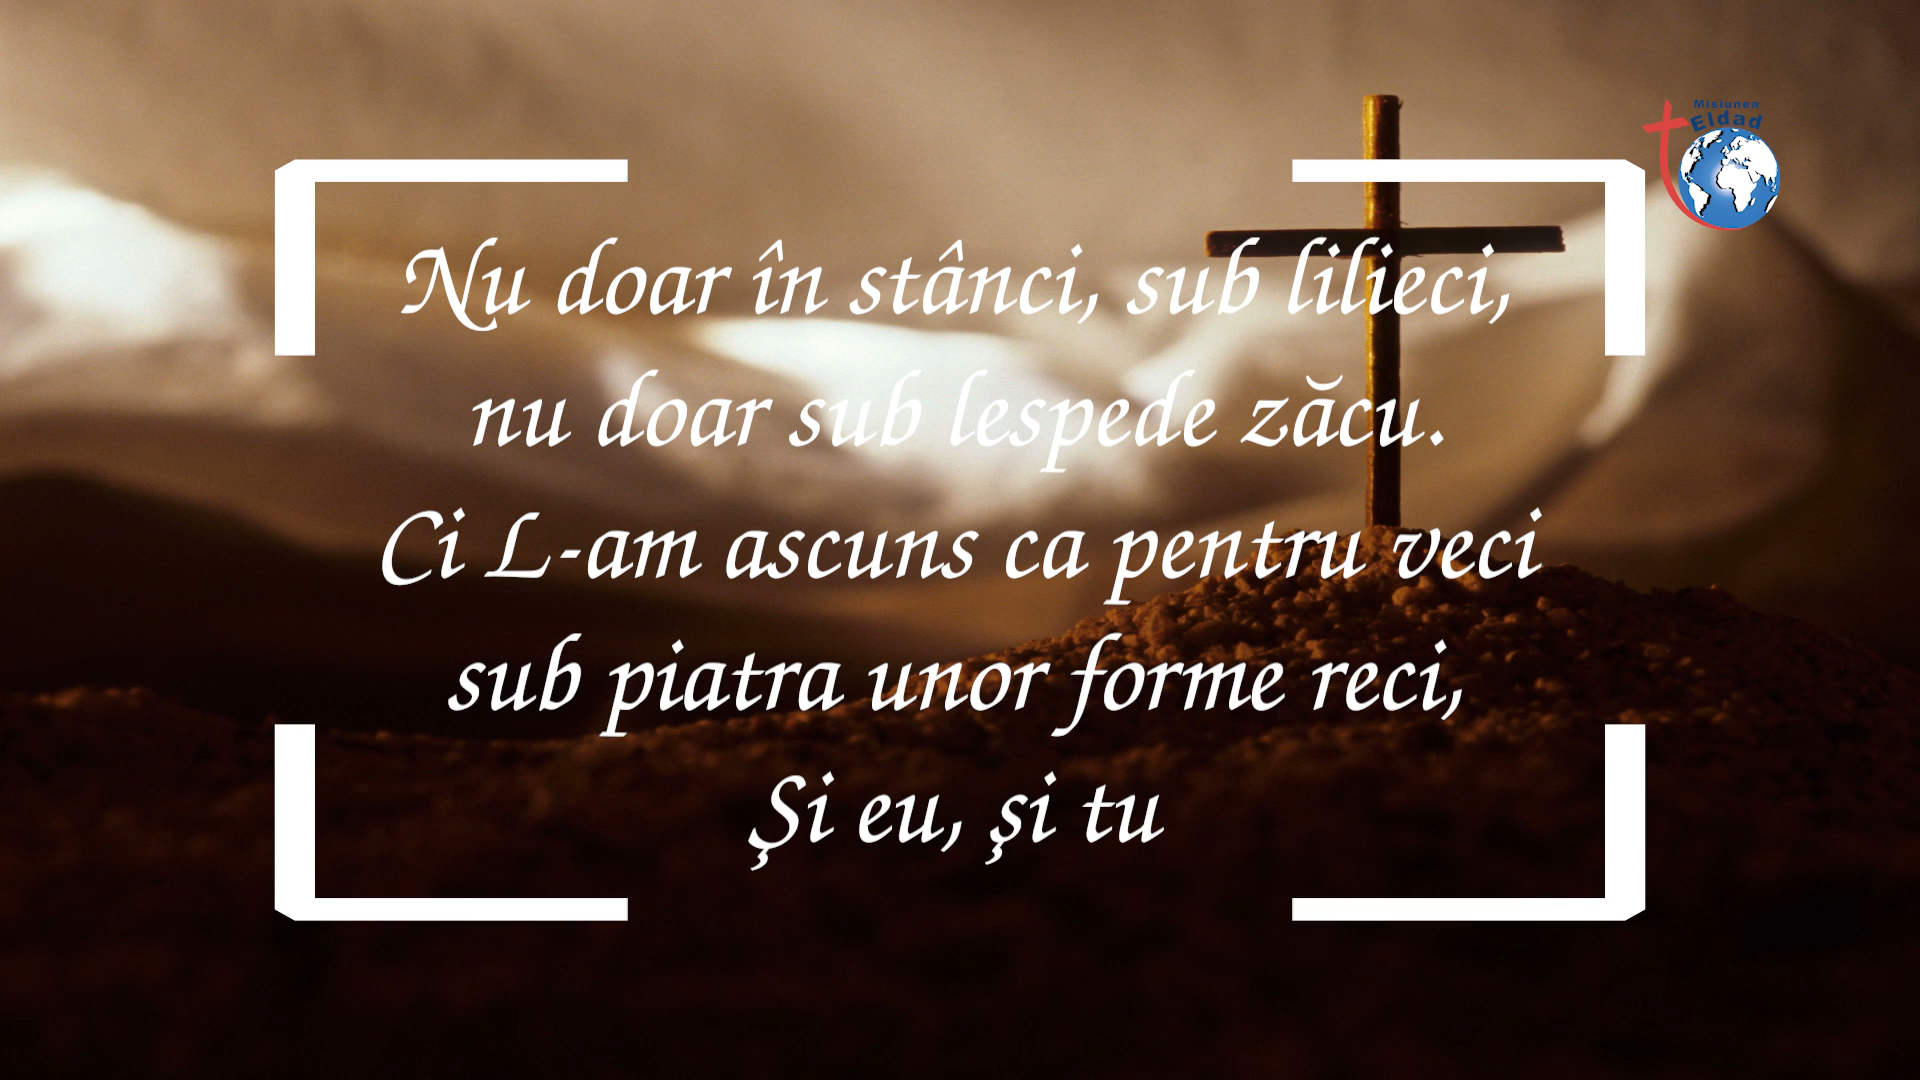 Misiunea
Eldad
Nu doar în stânci, sub lilieci,
nu doar sub lespede zăcu.
Ci L-am ascuns ca pentru veci
sub piatra unor forme reci,
Şi eu, şi tu